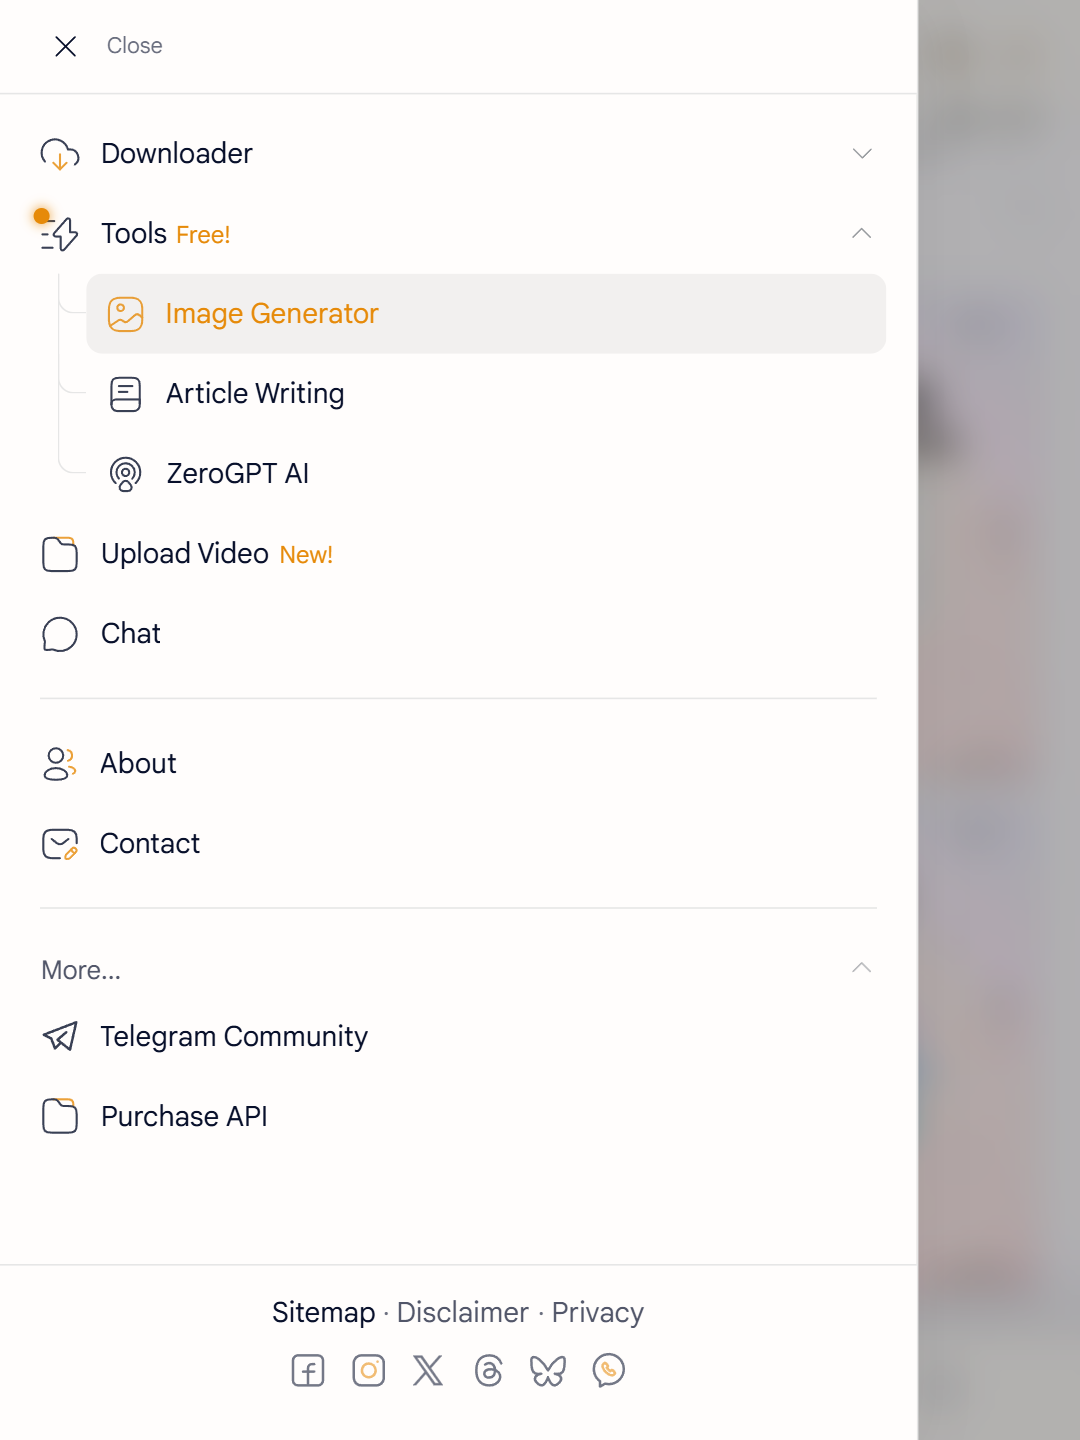 Close
Downloader
Tools Free!
Image Generator
Article Writing
ZeroGPT AI
Upload Video New!
Chat
About
Contact
More...
Telegram Community
Purchase API
Sitemap · Disclaimer · Privacy